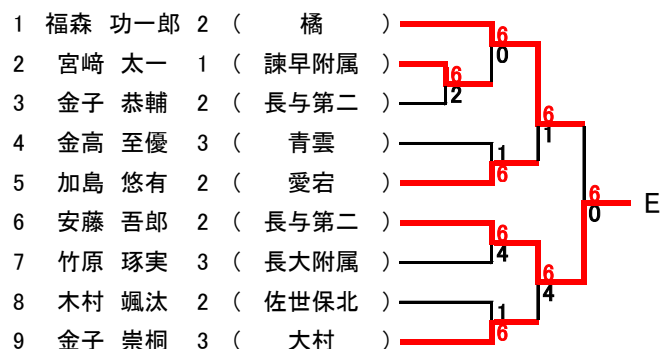 1 福森 功一郎 2 ( 橘 )
2 宮﨑 太一 1 ( 諫早附属 )
3 金子 恭輔 2 ( 長与第二 )
4 金高 至優 3 ( 青雲 )
5 加島 悠有 2 ( 愛宕 )
6 安藤 吾郎 2 ( 長与第二 )
7 竹原 琢実 3 ( 長大附属 )
8 木村 颯汰 2 ( 佐世保北 )
9 金子 崇桐 3 ( 大村 )
6
0
6
2
1
6
6
1
6
4
1
6
6
4
6
0
E